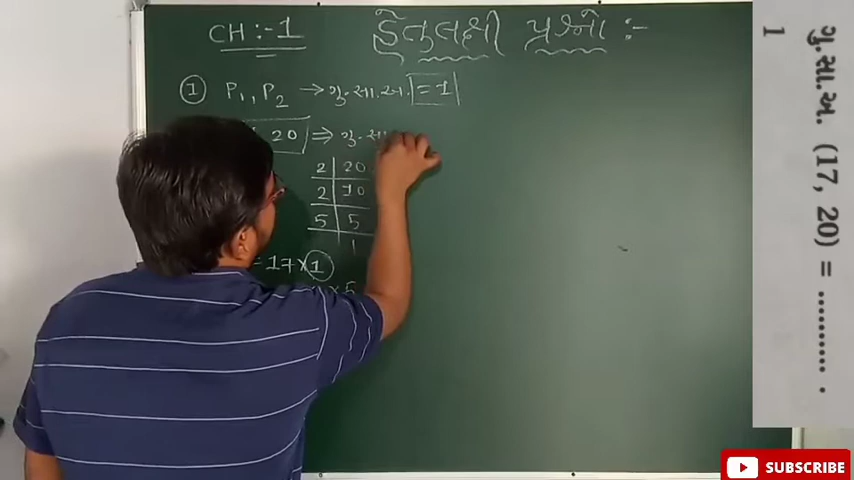 CH :- 1 હેતુલક્ષી પ્રશ્નો :-
1 P1, P2 → ગુ.સા.અ. = 1
20 ⇒ ગુ.સા
2 20
2 10
5 5
1
= 17 × 1
× 5
ગુ.સા.અ. (17, 20) = ........ .
1
SUBSCRIBE